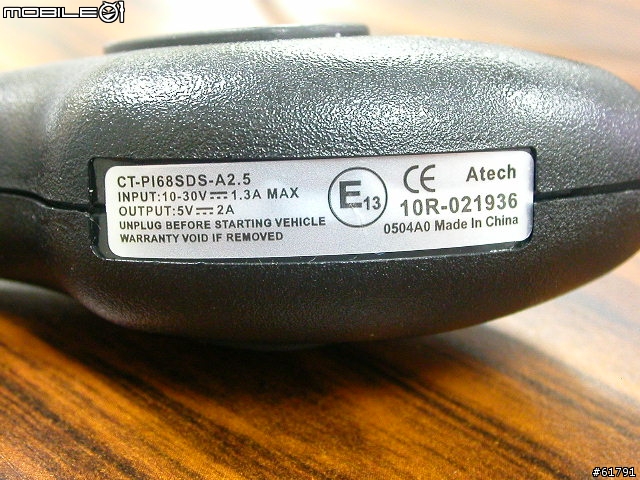 MOBILE01
CT-PI68SDS-A2.5
INPUT:10-30V⎓1.3A MAX
OUTPUT:5V⎓2A
UNPLUG BEFORE STARTING VEHICLE
WARRANTY VOID IF REMOVED
E13
CE Atech
10R-021936
0504A0 Made In China
#61791